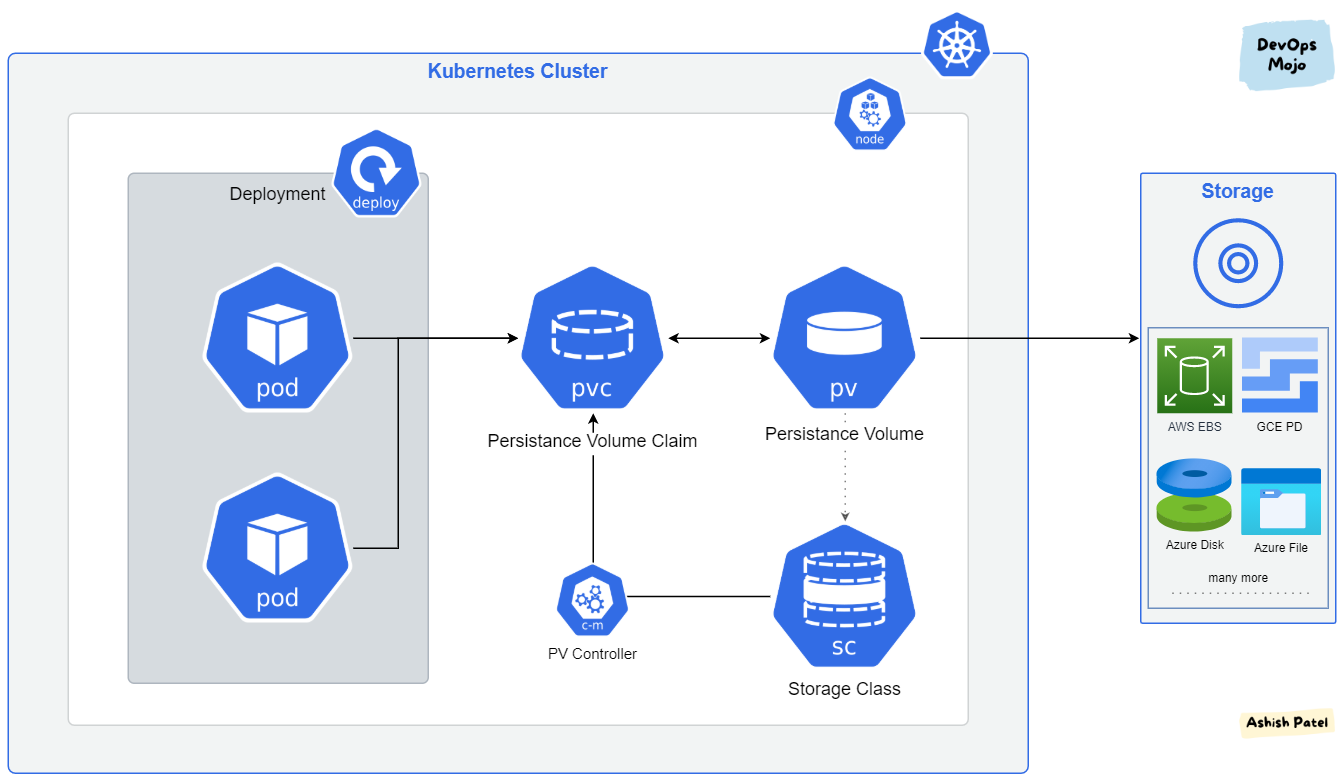 DevOps
Mojo
Kubernetes Cluster
node
Deployment
deploy
Storage
pod
pvc
pv
Persistance Volume Claim
Persistance Volume
AWS EBS
GCE PD
Azure Disk
Azure File
many more
pod
c-m
PV Controller
sc
Storage Class
Ashish Patel